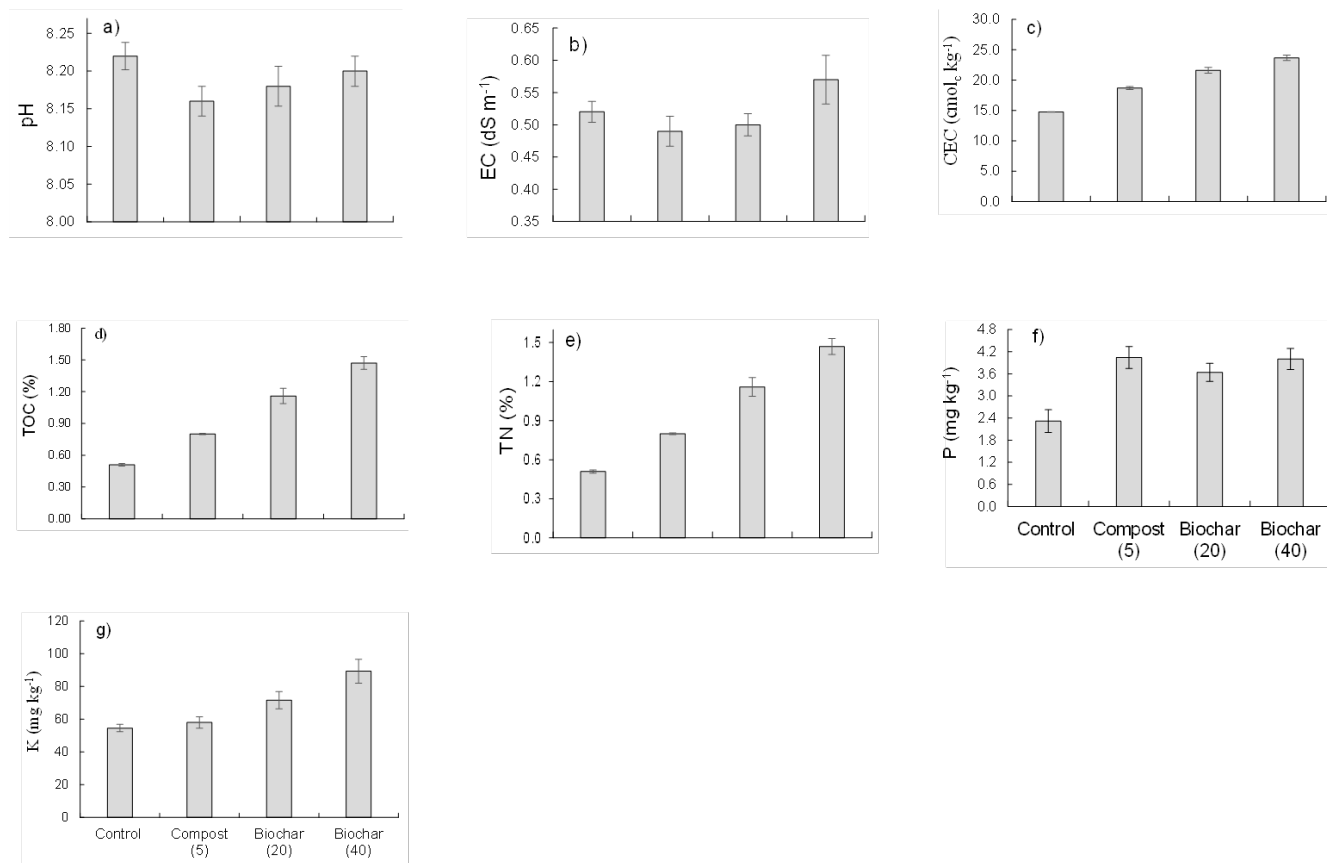 a)
8.25
8.20
8.15
8.10
8.05
8.00
pH
b)
0.65
0.60
0.55
0.50
0.45
0.40
0.35
EC (dS m-1)
c)
30.0
25.0
20.0
15.0
10.0
5.0
0.0
CEC (cmolc kg-1)
d)
1.80
1.50
1.20
0.90
0.60
0.30
0.00
TOC (%)
e)
1.5
1.2
0.9
0.6
0.3
0.0
TN (%)
f)
4.8
4.2
3.6
3.0
2.4
1.8
1.2
0.6
0.0
P (mg kg-1)
Control Compost Biochar Biochar
(5) (20) (40)
g)
120
100
80
60
40
20
0
K (mg kg-1)
Control Compost Biochar Biochar
(5) (20) (40)